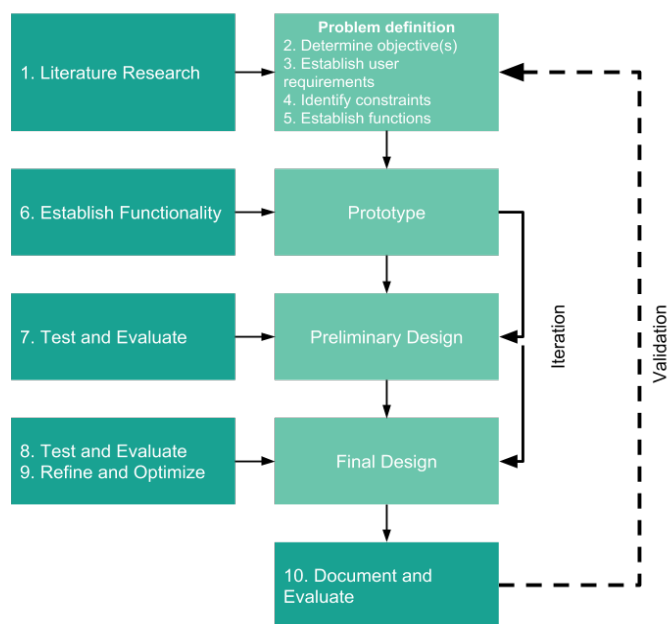 Problem definition
2. Determine objective(s)
3. Establish user
requirements
4. Identify constraints
5. Establish functions
1. Literature Research
6. Establish Functionality
Prototype
7. Test and Evaluate
Preliminary Design
Iteration
Validation
8. Test and Evaluate
9. Refine and Optimize
Final Design
10. Document and
Evaluate